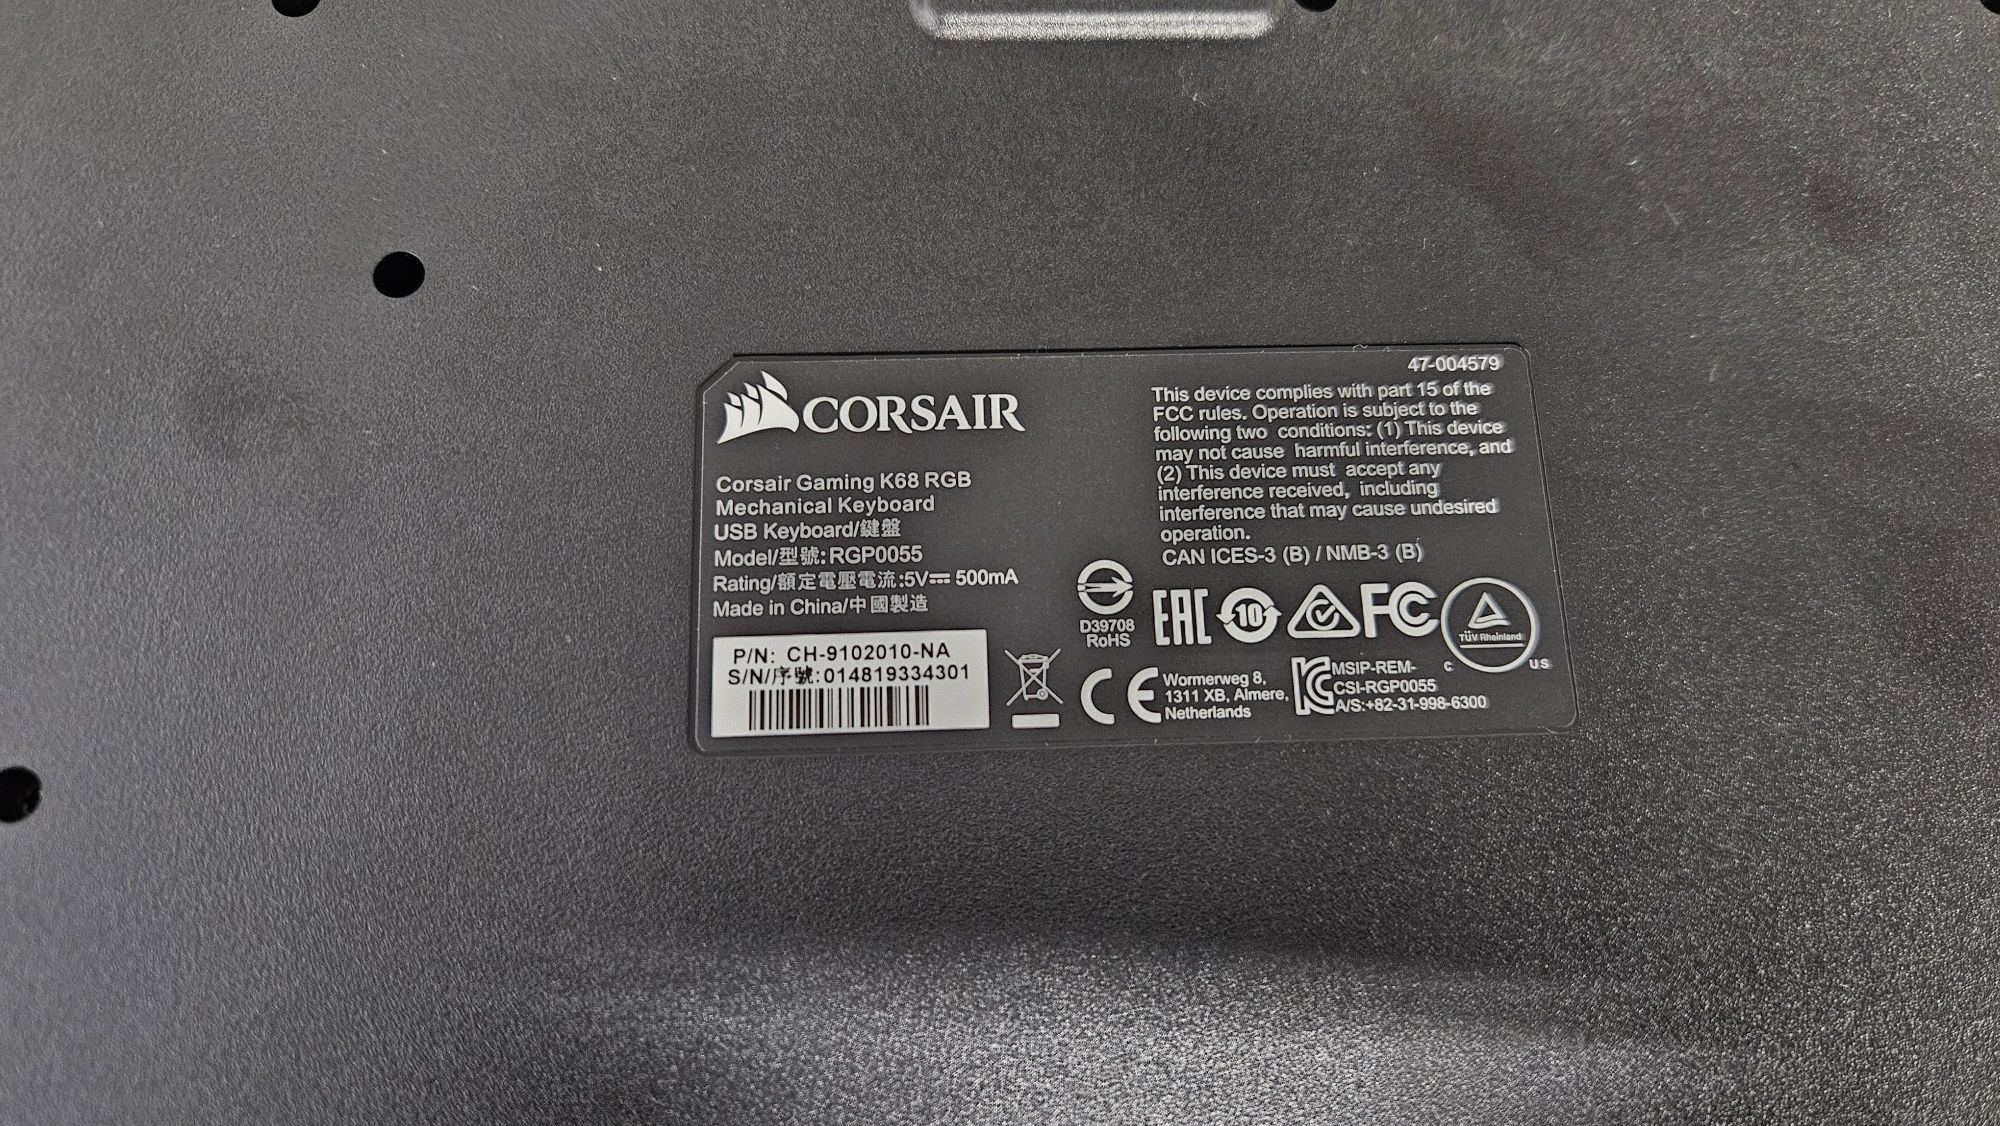 CORSAIR
Corsair Gaming K68 RGB
Mechanical Keyboard
USB Keyboard/鍵盤
Model/型號:RGP0055
Rating/額定電壓電流:5V⎓ 500mA
Made in China/中國製造
P/N: CH-9102010-NA
S/N/序號:014819334301
47-004579
This device complies with part 15 of the
FCC rules. Operation is subject to the
following two conditions: (1) This device
may not cause harmful interference, and
(2) This device must accept any
interference received, including
interference that may cause undesired
operation.
CAN ICES-3 (B) / NMB-3 (B)
D39708
RoHS
EAC
10
FC
TÜV Rheinland
C US
CE
Wormerweg 8,
1311 XB, Almere,
Netherlands
MSIP-REM-
CSI-RGP0055
A/S:+82-31-998-6300